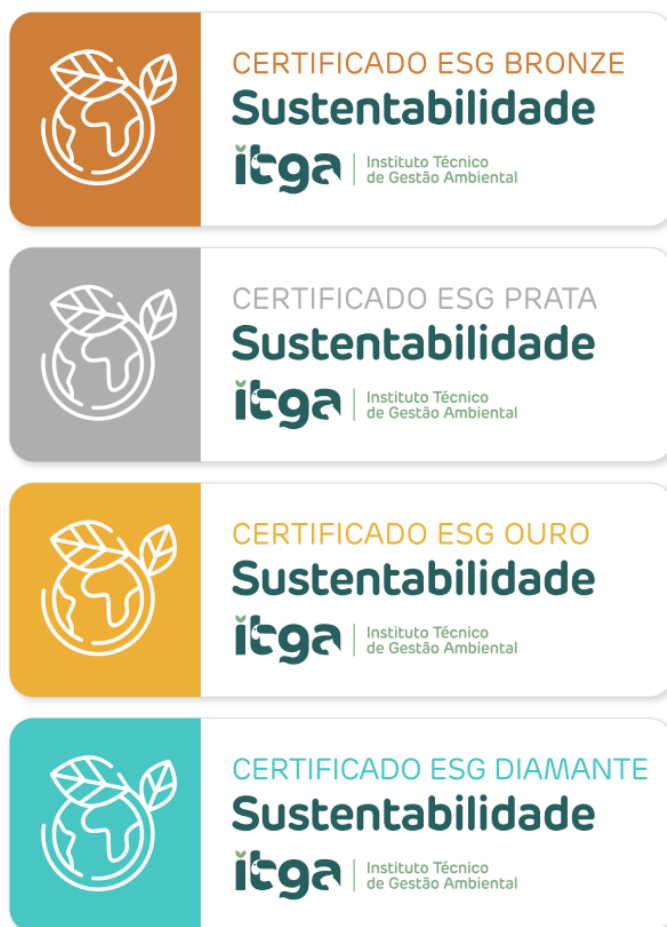 CERTIFICADO ESG BRONZE
Sustentabilidade
itga
Instituto Técnico
de Gestão Ambiental
CERTIFICADO ESG PRATA
Sustentabilidade
itga
Instituto Técnico
de Gestão Ambiental
CERTIFICADO ESG OURO
Sustentabilidade
itga
Instituto Técnico
de Gestão Ambiental
CERTIFICADO ESG DIAMANTE
Sustentabilidade
itga
Instituto Técnico
de Gestão Ambiental